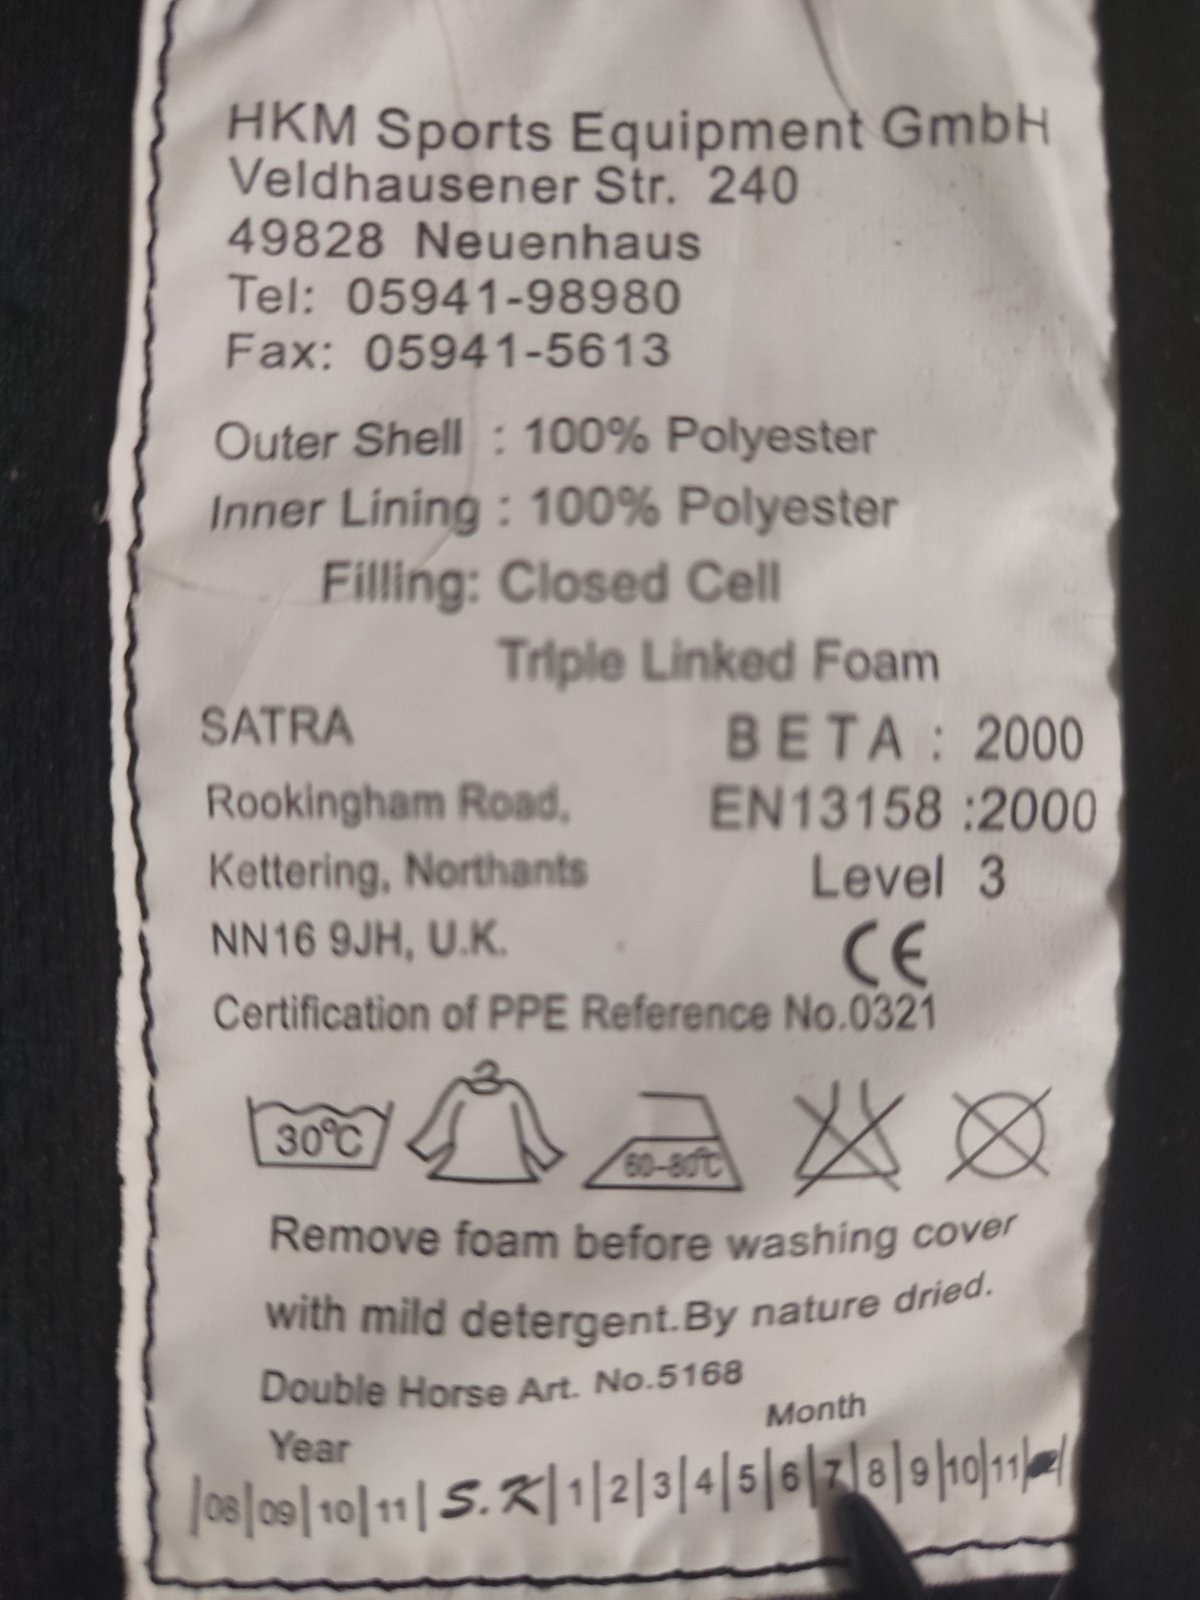 HKM Sports Equipment GmbH
Veldhausener Str. 240
49828 Neuenhaus
Tel: 05941-98980
Fax: 05941-5613
Outer Shell : 100% Polyester
Inner Lining : 100% Polyester
Filling: Closed Cell
Triple Linked Foam
SATRA
Rookingham Road,
Kettering, Northants
NN16 9JH, U.K.
BETA : 2000
EN13158 :2000
Level 3
CE
Certification of PPE Reference No.0321
30°C
60-80°C
Remove foam before washing cover
with mild detergent.By nature dried.
Double Horse Art. No.5168
Year
Month
|08|09|10|11| S.K|1|2|3|4|5|6|7|8|9|10|11|